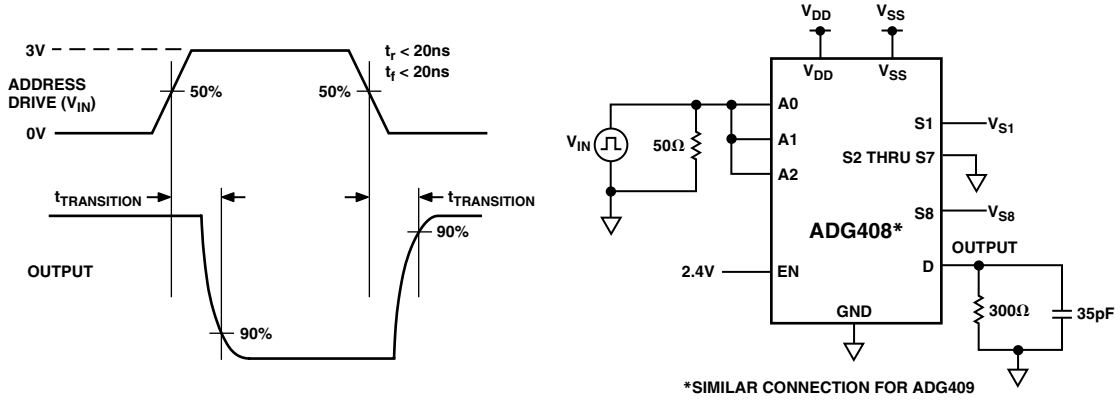 3V
ADDRESS
DRIVE (VIN)
0V
50%
50%
tr < 20ns
tf < 20ns
tTRANSITION
tTRANSITION
90%
90%
OUTPUT
VDD
VSS
VDD
VSS
A0
A1
A2
VIN
50Ω
S1
VS1
S2 THRU S7
S8
VS8
ADG408*
OUTPUT
D
2.4V
EN
GND
300Ω
35pF
*SIMILAR CONNECTION FOR ADG409